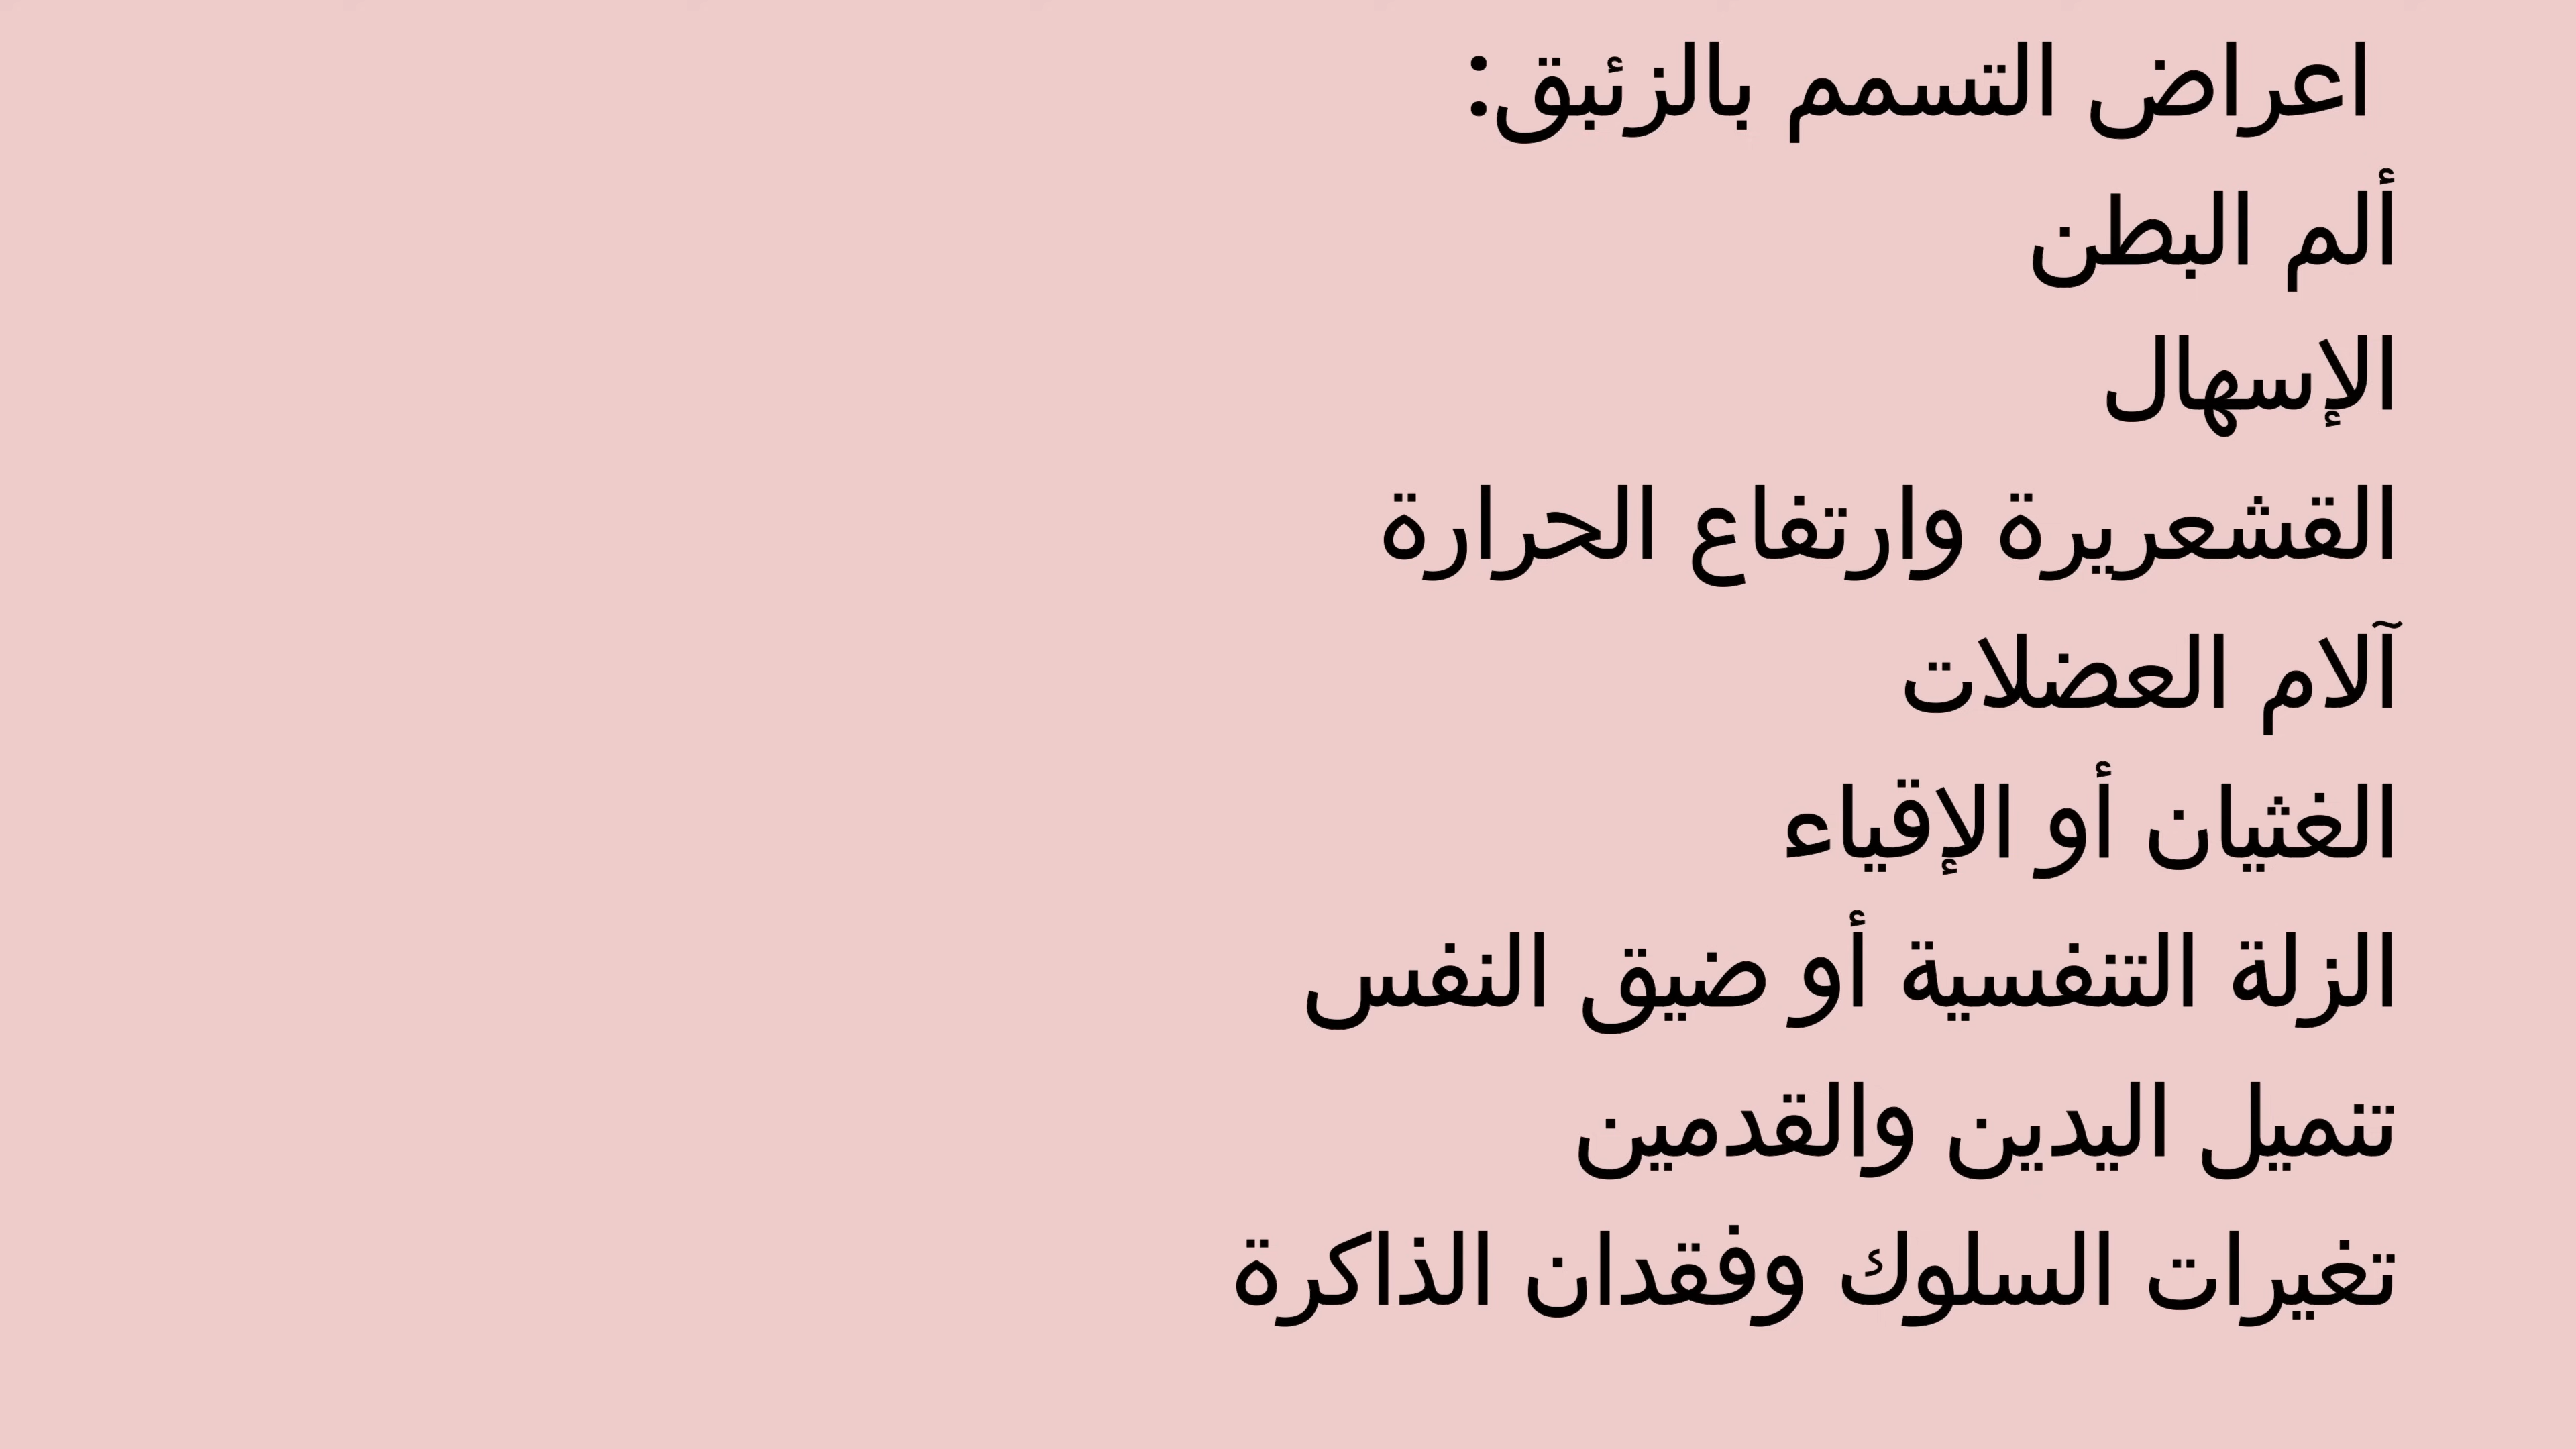 اعراض التسمم بالزئبق:
ألم البطن
الإسهال
القشعريرة وارتفاع الحرارة
آلام العضلات
الغثيان أو الإقياء
الزلة التنفسية أو ضيق النفس
تنميل اليدين والقدمين
تغيرات السلوك وفقدان الذاكرة